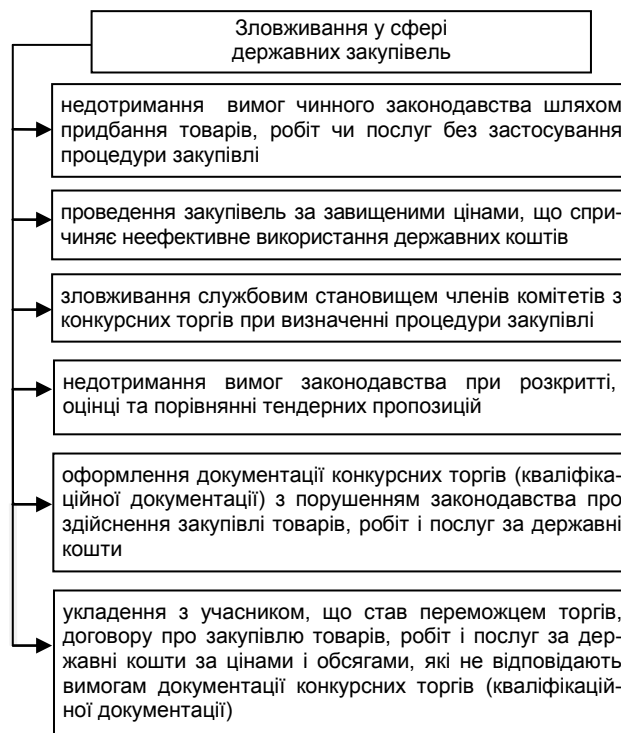 Зловживання у сфері
державних закупівель
недотримання вимог чинного законодавства шляхом
придбання товарів, робіт чи послуг без застосування
процедури закупівлі
проведення закупівель за завищеними цінами, що спри-
чиняє неефективне використання державних коштів
зловживання службовим становищем членів комітетів з
конкурсних торгів при визначенні процедури закупівлі
недотримання вимог законодавства при розкритті,
оцінці та порівнянні тендерних пропозицій
оформлення документації конкурсних торгів (кваліфіка-
ційної документації) з порушенням законодавства про
здійснення закупівлі товарів, робіт і послуг за державні
кошти
укладення з учасником, що став переможцем торгів,
договору про закупівлю товарів, робіт і послуг за дер-
жавні кошти за цінами і обсягами, які не відповідають
вимогам документації конкурсних торгів (кваліфікацій-
ної документації)